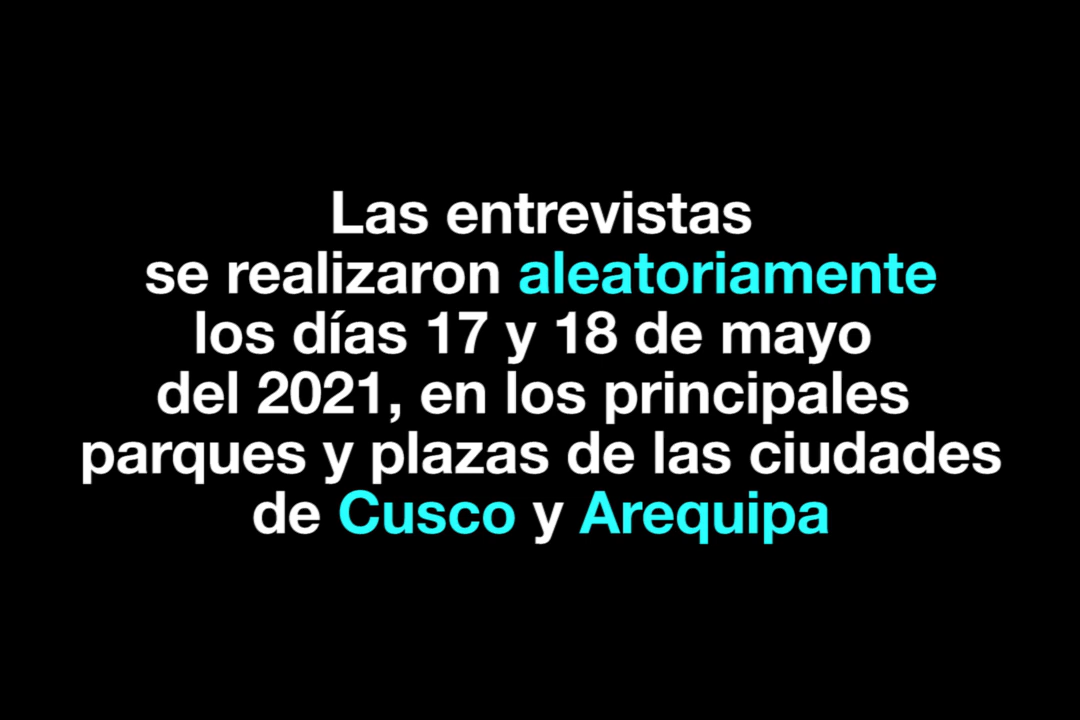 Las entrevistas
se realizaron aleatoriamente
los días 17 y 18 de mayo
del 2021, en los principales
parques y plazas de las ciudades
de Cusco y Arequipa